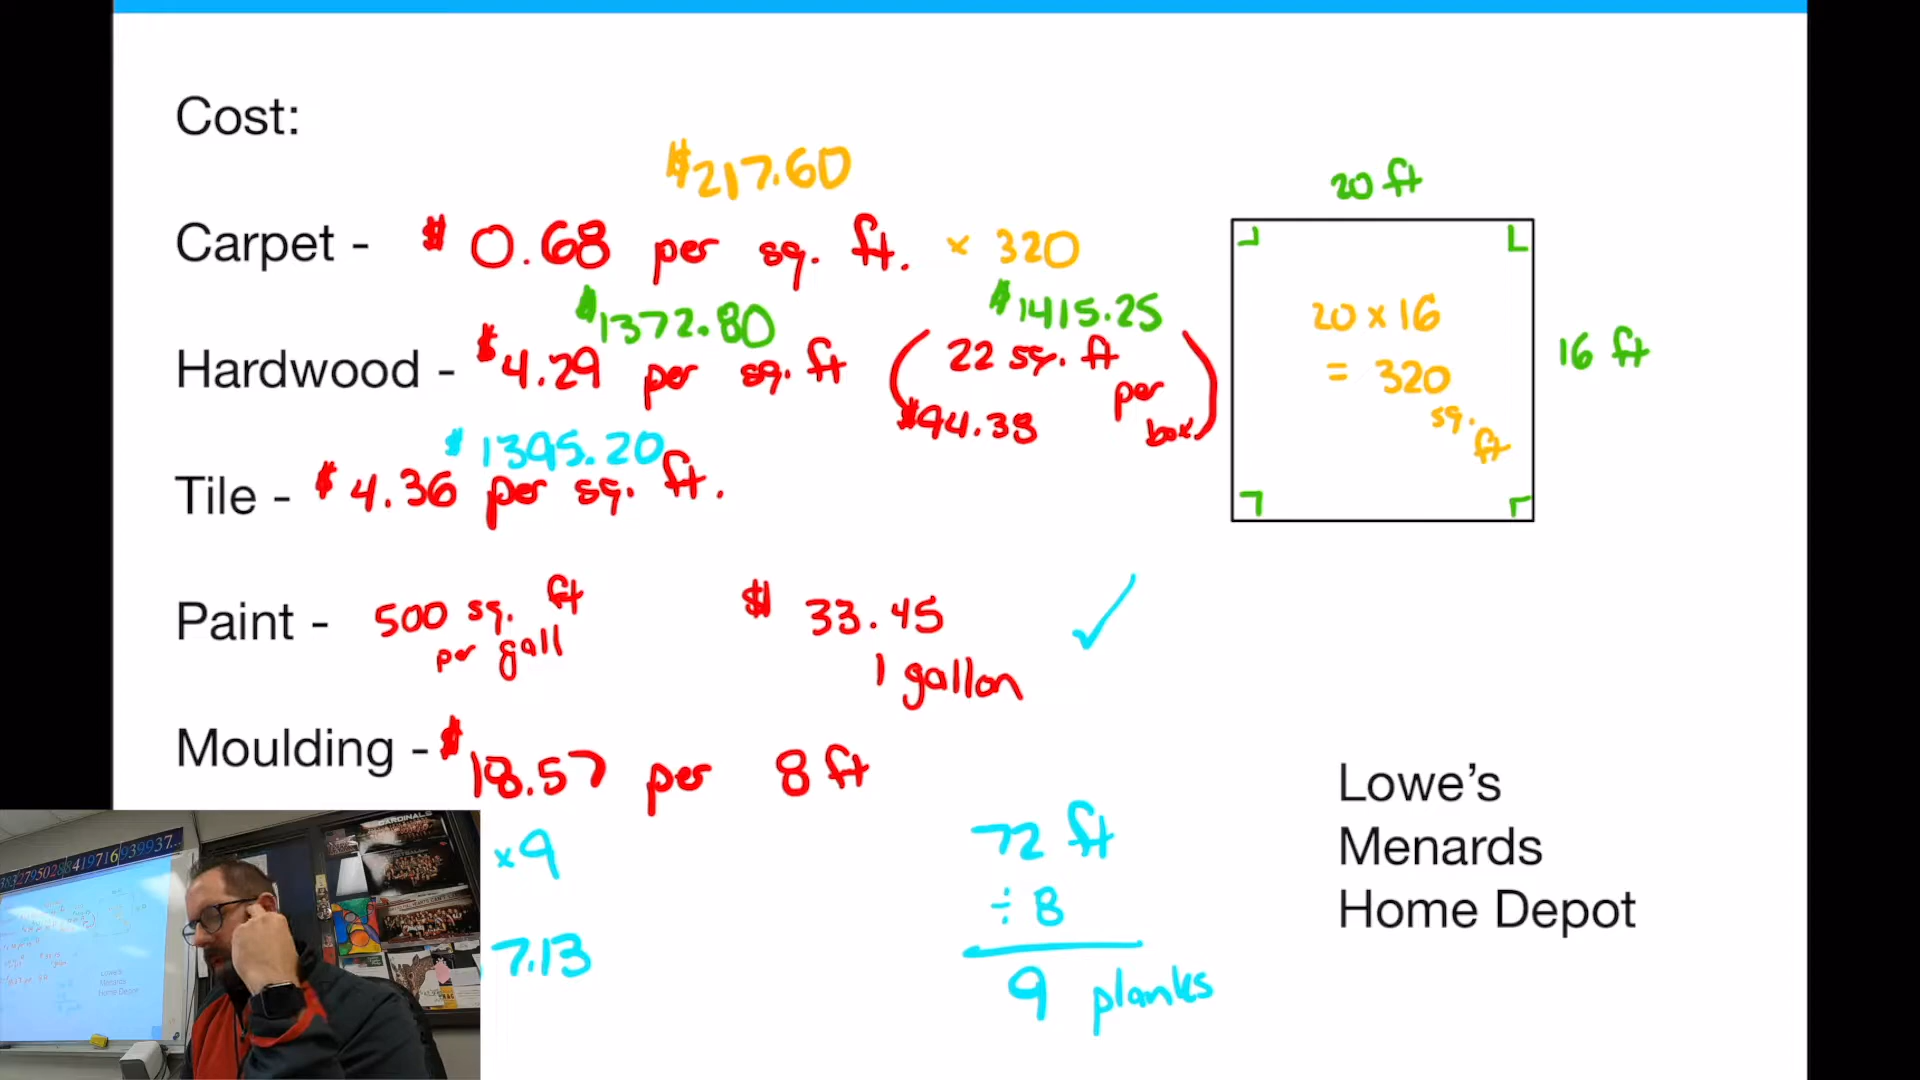 Cost:
$217.60
20 ft
Carpet - $ 0.68 per sq. ft. × 320
$1372.80
$1415.25
Hardwood - $4.29 per sq. ft (22 sq. ft per box)
$94.38
20 × 16
= 320
sq.
ft
16 ft
$1395.20
Tile - $4.36 per sq. ft.
Paint - 500 sq. ft
per gall
$33.45
1 gallon
Moulding - $18.57 per 8 ft
×9
7.13
72 ft
÷ 8
9 planks
Lowe's
Menards
Home Depot
CARDINALS